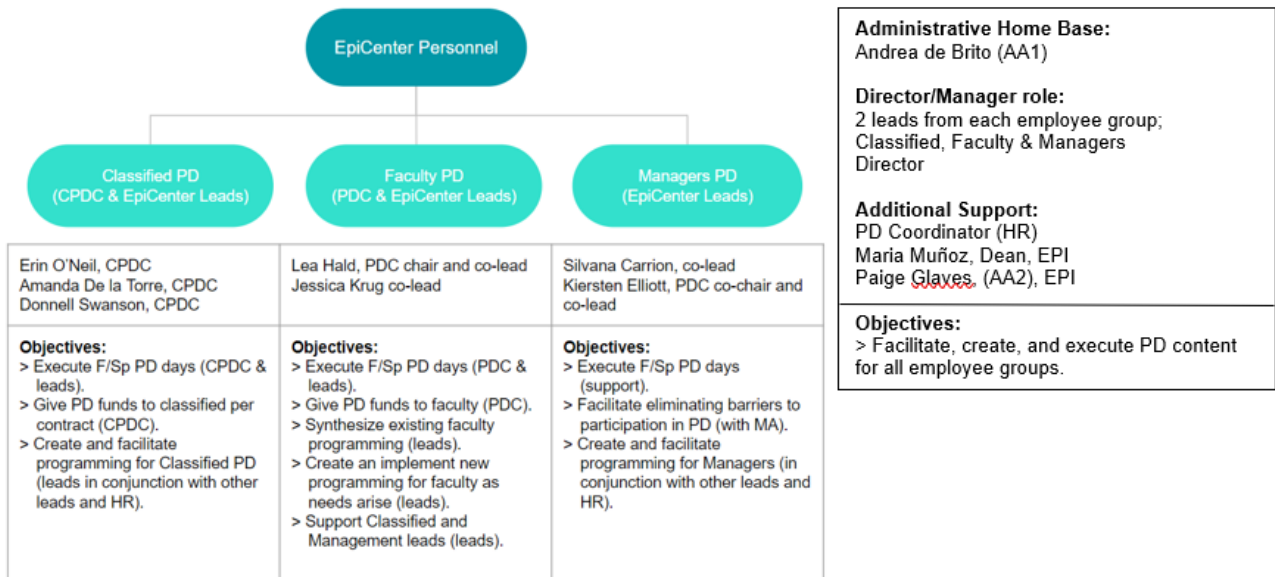 EpiCenter Personnel
Classified PD
(CPDC & EpiCenter Leads)
Faculty PD
(PDC & EpiCenter Leads)
Managers PD
(EpiCenter Leads)
Erin O'Neil, CPDC
Amanda De la Torre, CPDC
Donnell Swanson, CPDC
Lea Hald, PDC chair and co-lead
Jessica Krug co-lead
Silvana Carrion, co-lead
Kiersten Elliott, PDC co-chair and
co-lead
Objectives:
> Execute F/Sp PD days (CPDC &
leads).
> Give PD funds to classified per
contract (CPDC).
> Create and facilitate
programming for Classified PD
(leads in conjunction with other
leads and HR).
Objectives:
> Execute F/Sp PD days (PDC &
leads).
> Give PD funds to faculty (PDC).
> Synthesize existing faculty
programming (leads).
> Create an implement new
programming for faculty as
needs arise (leads).
> Support Classified and
Management leads (leads).
Objectives:
> Execute F/Sp PD days
(support).
> Facilitate eliminating barriers to
participation in PD (with MA).
> Create and facilitate
programming for Managers (in
conjunction with other leads and
HR).
Administrative Home Base:
Andrea de Brito (AA1)
Director/Manager role:
2 leads from each employee group;
Classified, Faculty & Managers
Director
Additional Support:
PD Coordinator (HR)
Maria Muñoz, Dean, EPI
Paige Glaves, (AA2), EPI
Objectives:
> Facilitate, create, and execute PD content
for all employee groups.